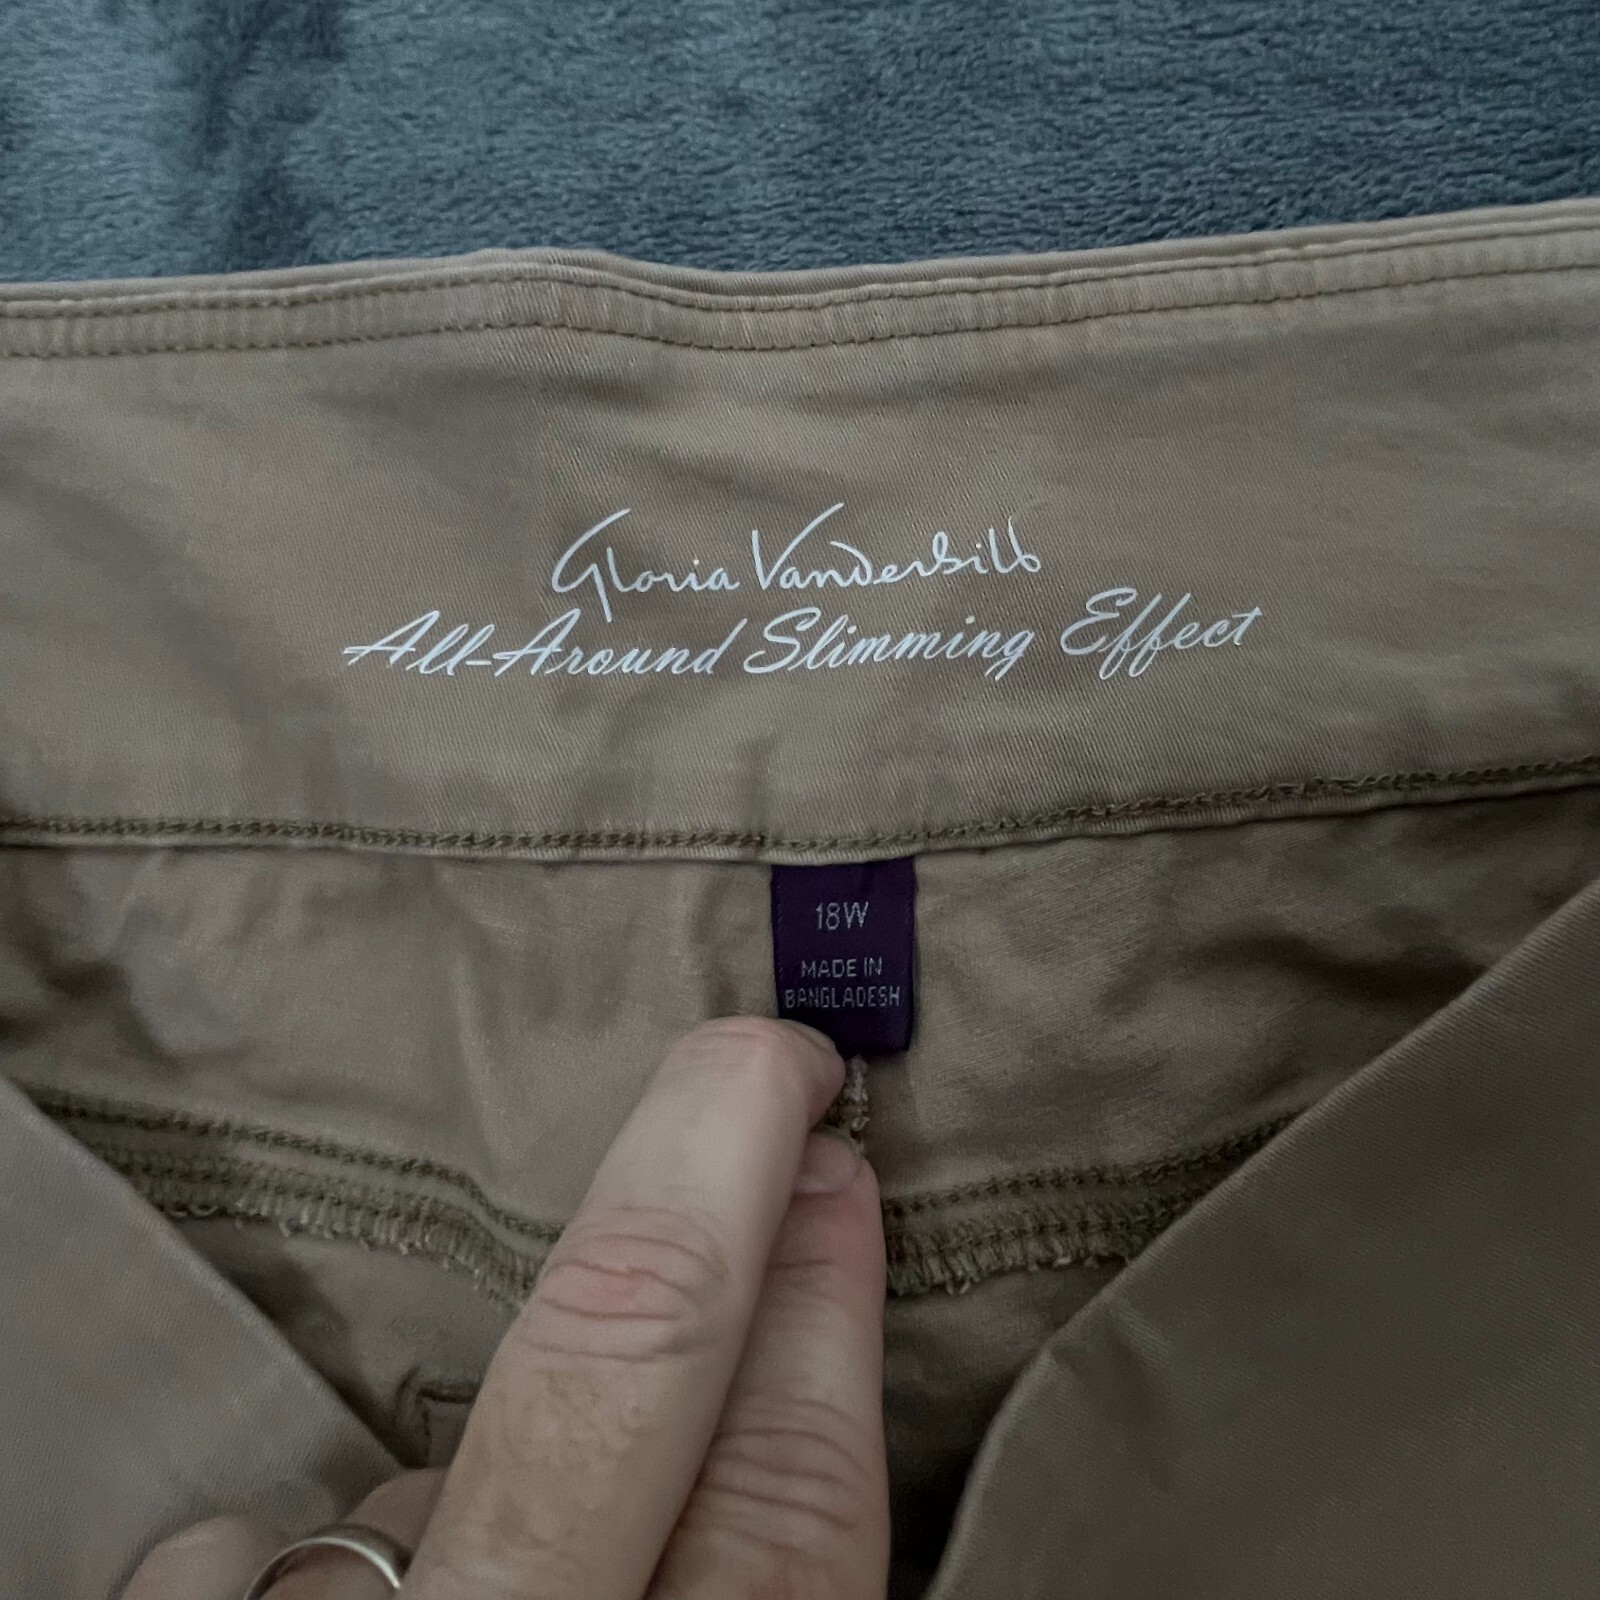 Gloria Vanderbilt
All-Around Slimming Effect
18W
MADE IN
BANGLADESH